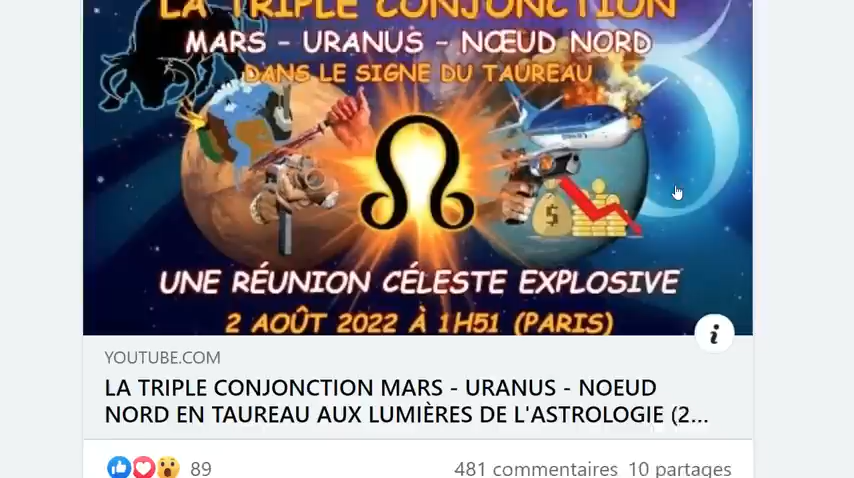 LA TRIPLE CONJONCTION
MARS - URANUS - NŒUD NORD
DANS LE SIGNE DU TAUREAU
$
UNE RÉUNION CÉLESTE EXPLOSIVE
2 AOÛT 2022 À 1H51 (PARIS)
i
YOUTUBE.COM
LA TRIPLE CONJONCTION MARS - URANUS - NOEUD
NORD EN TAUREAU AUX LUMIÈRES DE L'ASTROLOGIE (2...
89 481 commentaires 10 partages